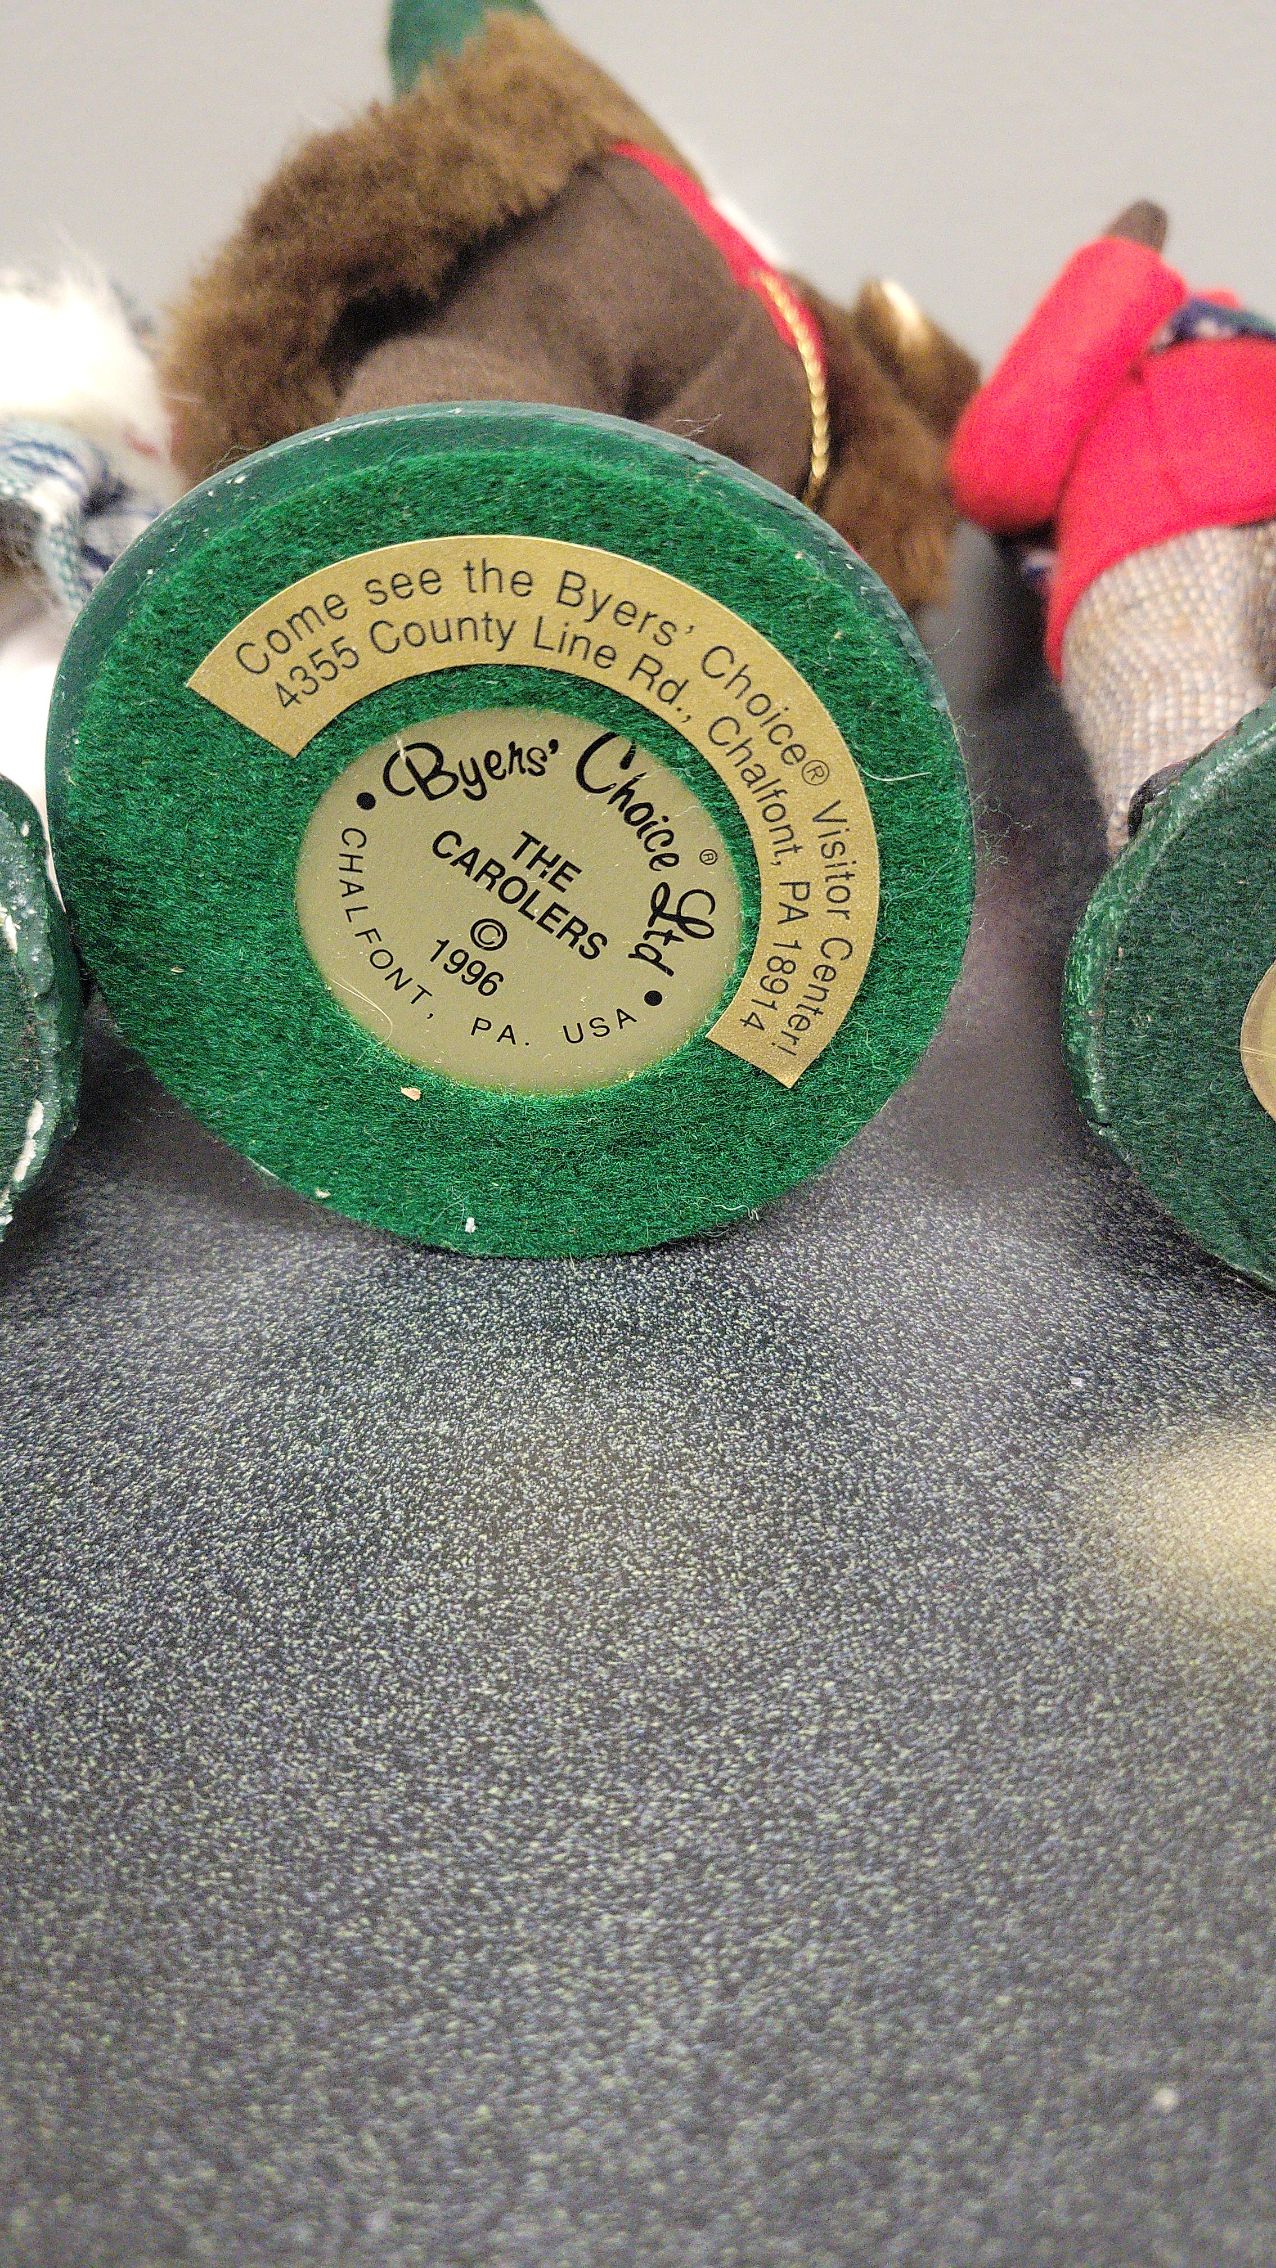 Come see the Byers' Choice® Visitor Center!
4355 County Line Rd., Chalfont, PA 18914
Byers' Choice Ltd ®
THE
CAROLERS
©
1996
• CHALFONT, PA. USA •